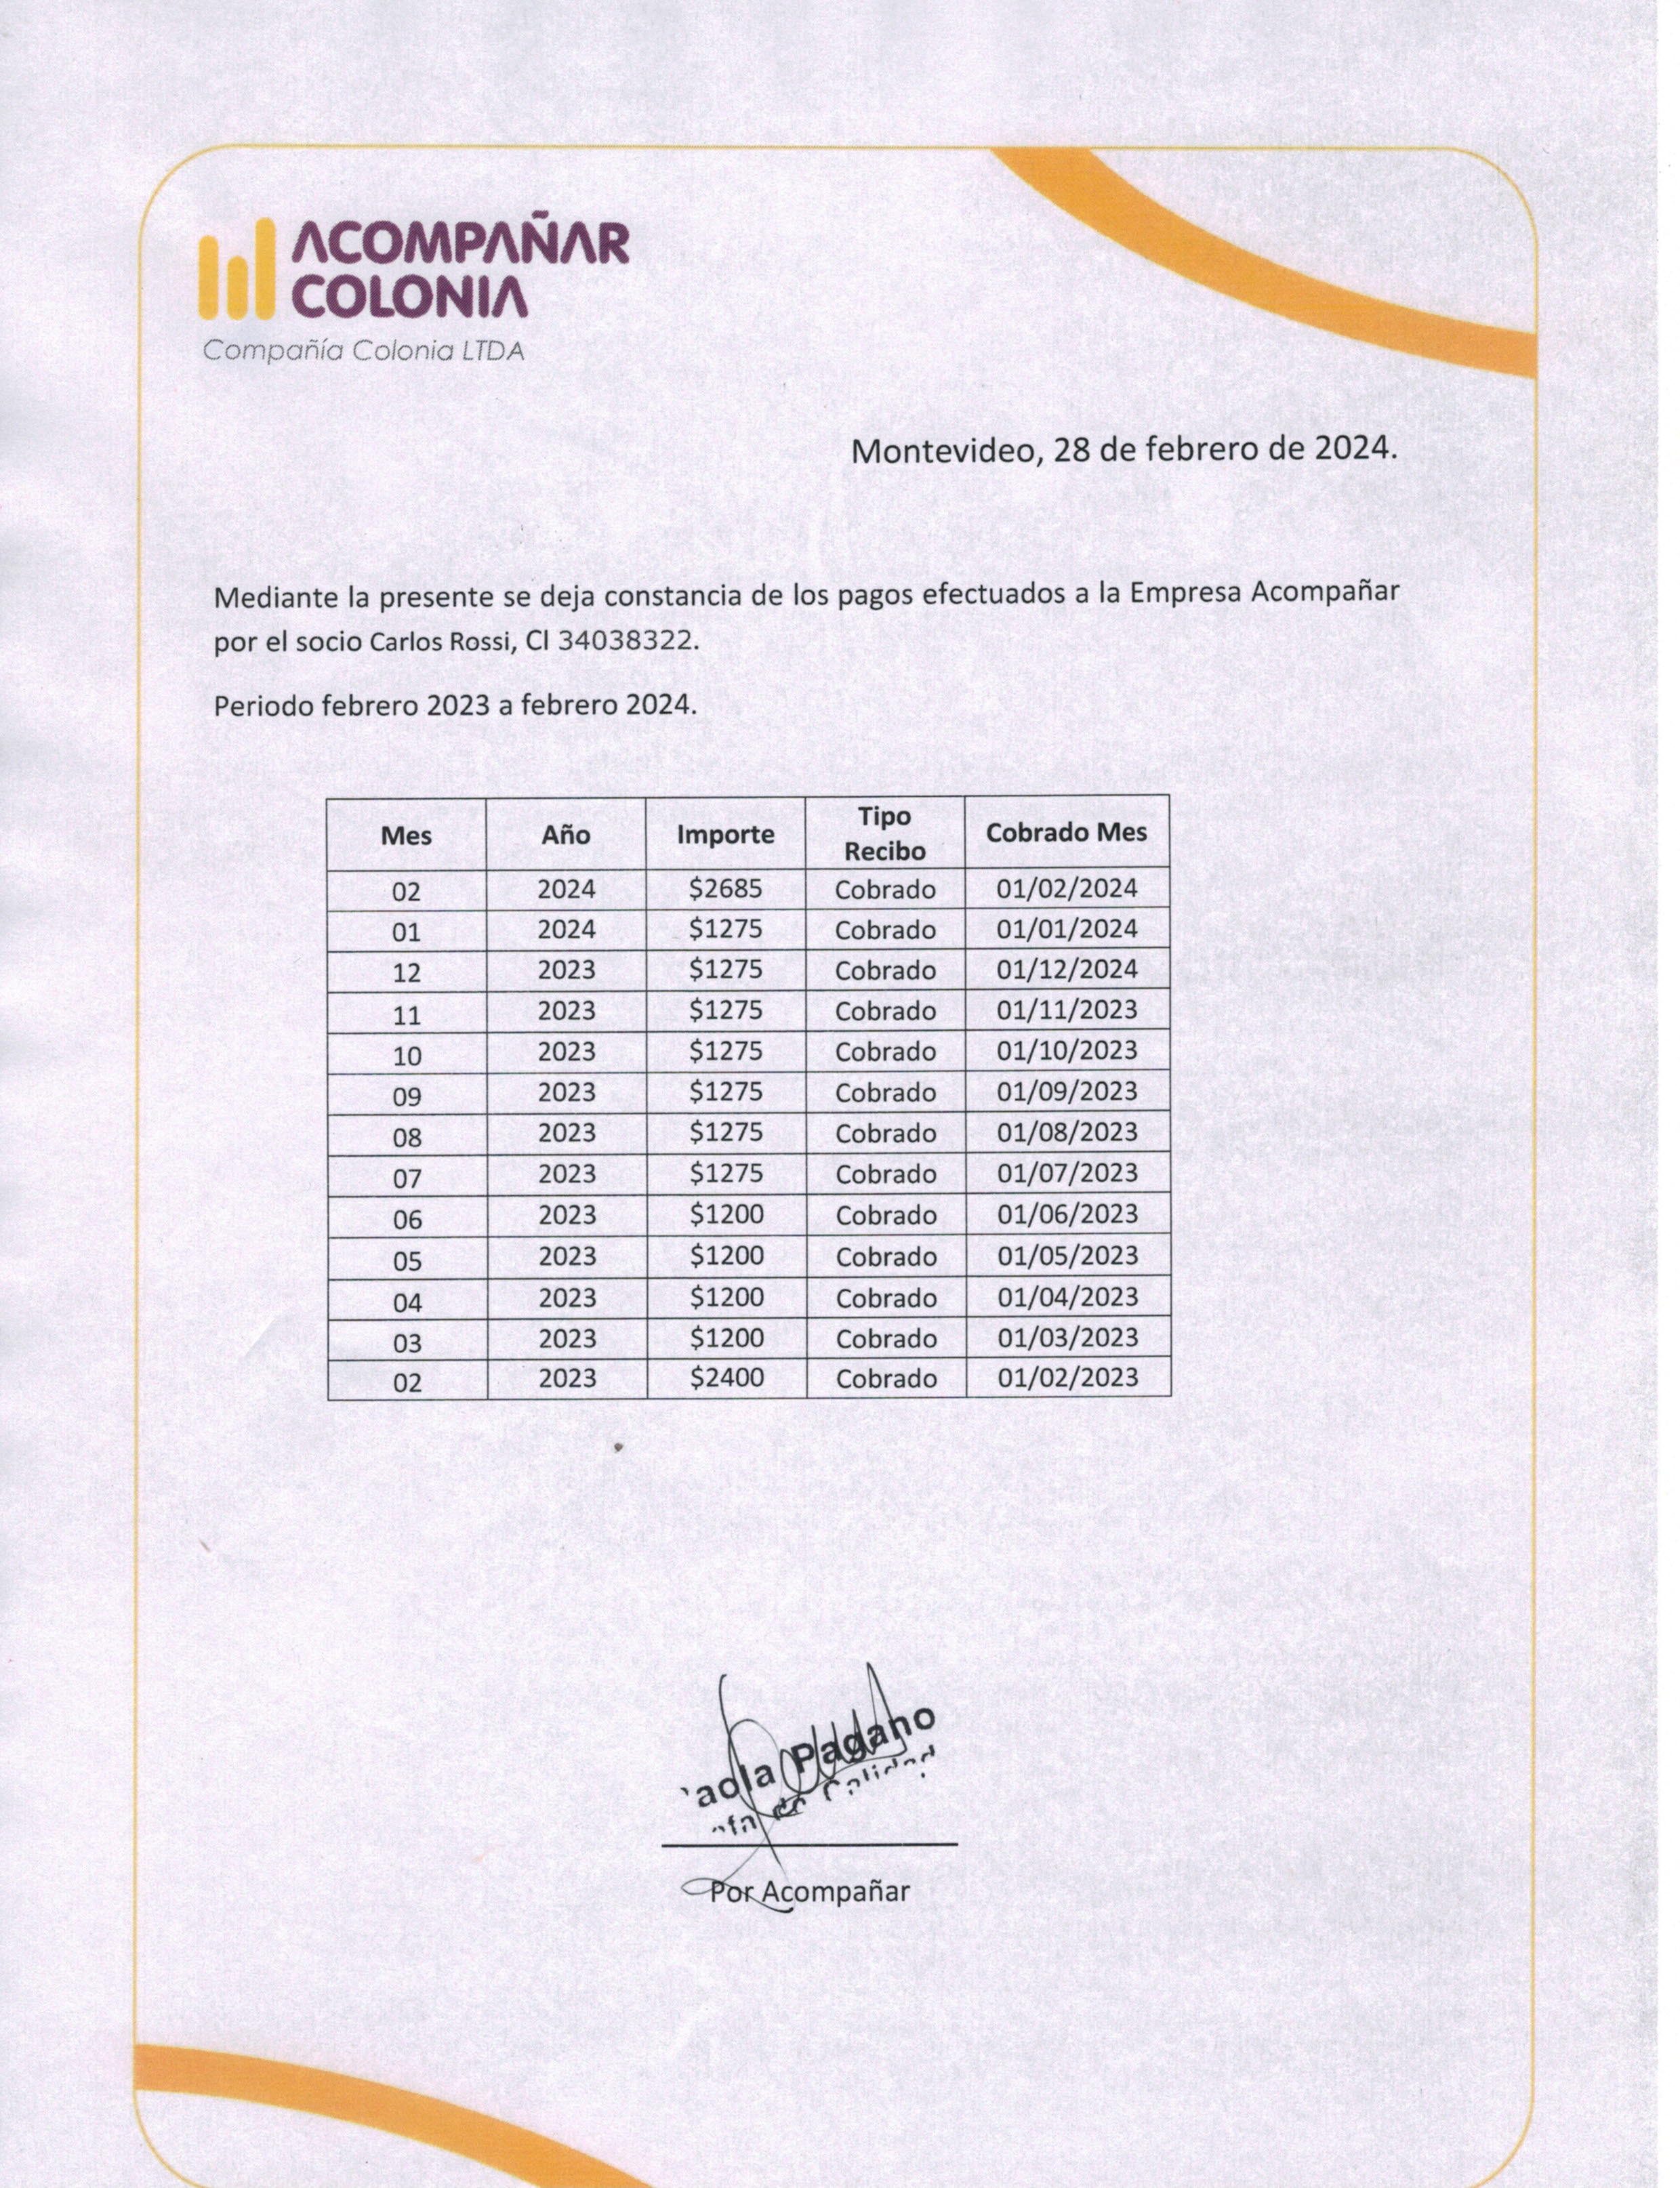 ACOMPAÑAR
COLONIA
Compañía Colonia LTDA
Montevideo, 28 de febrero de 2024.
Mediante la presente se deja constancia de los pagos efectuados a la Empresa Acompañar
por el socio Carlos Rossi, CI 34038322.
Periodo febrero 2023 a febrero 2024.
Mes Año Importe Tipo Recibo Cobrado Mes
02 2024 $2685 Cobrado 01/02/2024
01 2024 $1275 Cobrado 01/01/2024
12 2023 $1275 Cobrado 01/12/2024
11 2023 $1275 Cobrado 01/11/2023
10 2023 $1275 Cobrado 01/10/2023
09 2023 $1275 Cobrado 01/09/2023
08 2023 $1275 Cobrado 01/08/2023
07 2023 $1275 Cobrado 01/07/2023
06 2023 $1200 Cobrado 01/06/2023
05 2023 $1200 Cobrado 01/05/2023
04 2023 $1200 Cobrado 01/04/2023
03 2023 $1200 Cobrado 01/03/2023
02 2023 $2400 Cobrado 01/02/2023
aola Pagano
de Calidad
Por Acompañar